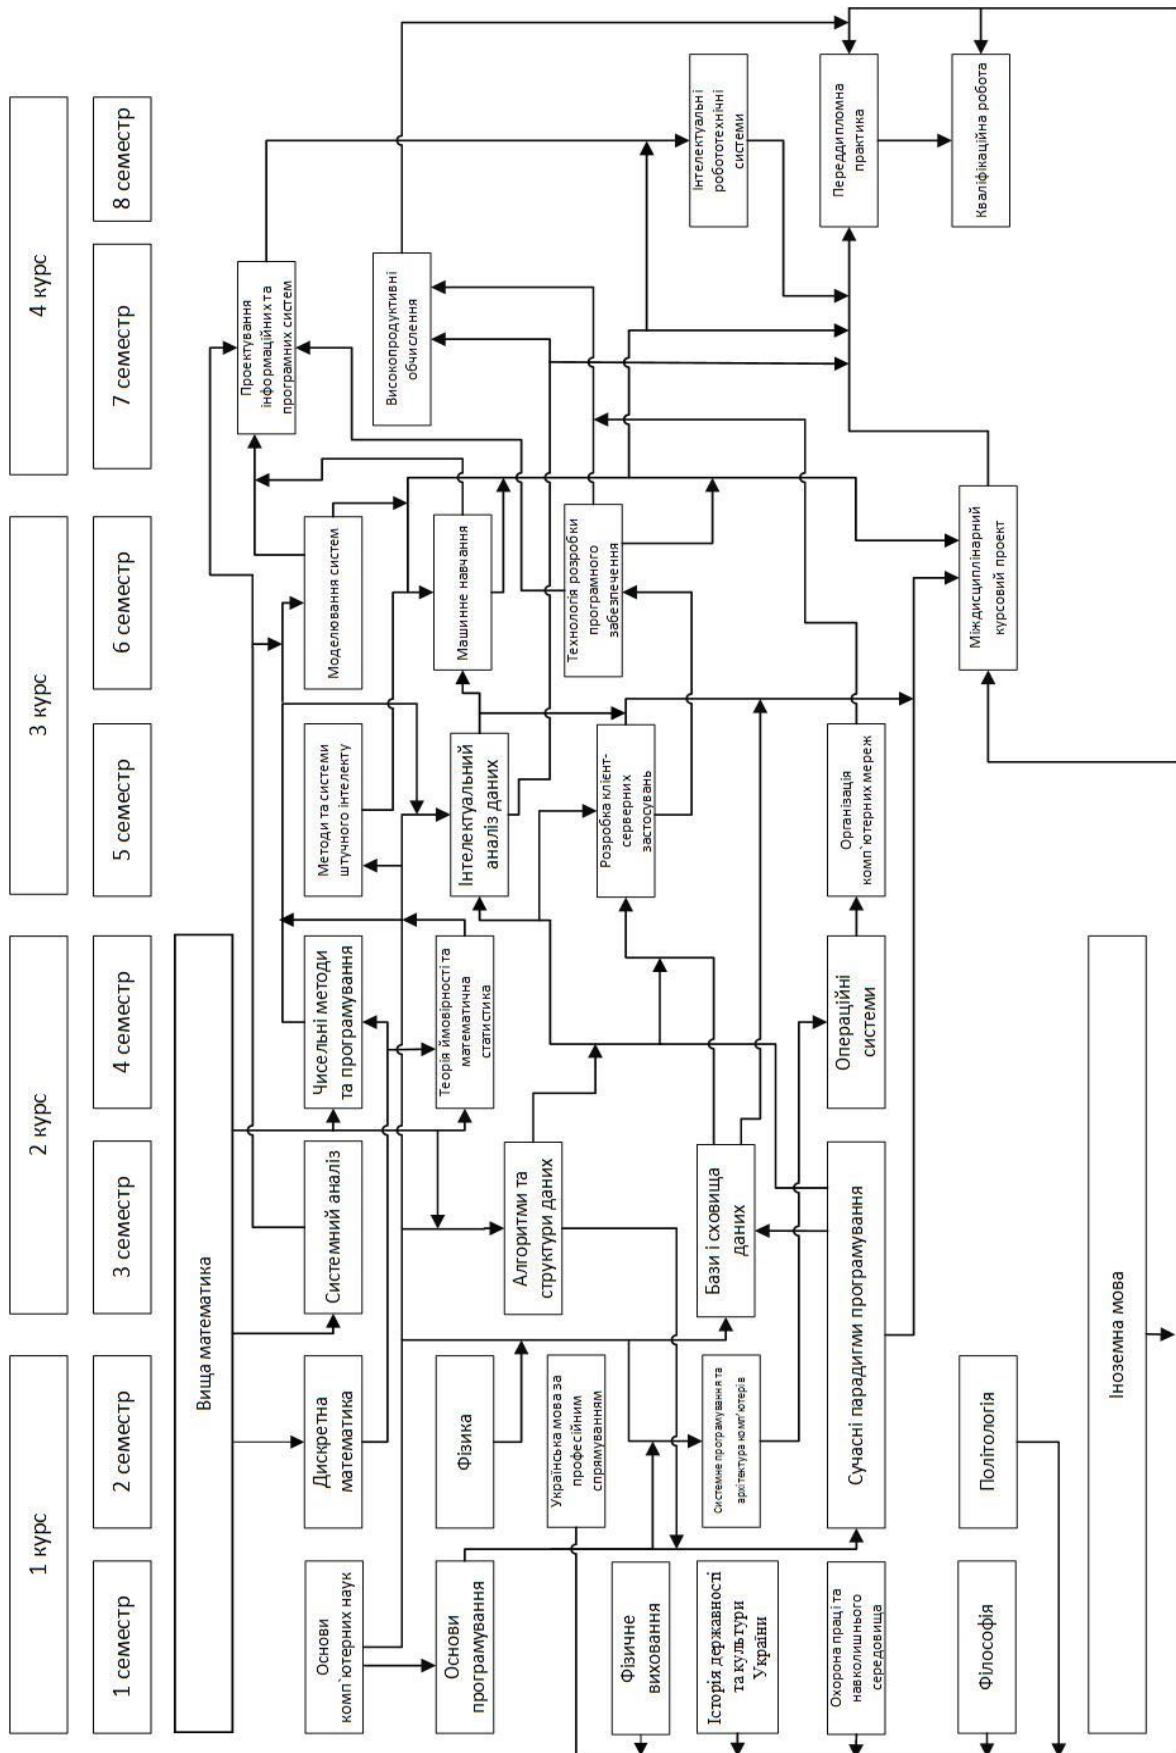 1 курс
2 курс
3 курс
4 курс
1 семестр
2 семестр
3 семестр
4 семестр
5 семестр
6 семестр
7 семестр
8 семестр
Вища математика
Проектування
інформаційних та
програмних систем
Основи
комп`ютерних наук
Дискретна
математика
Системний аналіз
Чисельні методи
та програмування
Методи та системи
штучного інтелекту
Моделювання систем
Високопродуктивні
обчислення
Основи
програмування
Фізика
Теорія ймовірності та
математична
статистика
Інтелектуальний
аналіз даних
Машинне навчання
Алгоритми та
структури даних
Українська мова за
професійним
спрямуванням
Технологія розробки
програмного
забезпечення
Фізичне
виховання
Розробка клієнт-
серверних
застосувань
Інтелектуальні
робототехнічні
системи
Історія державності
та культури
України
Системне програмування та
архітектура комп'ютерів
Бази і сховища
даних
Охорона праці та
навколишнього
середовища
Сучасні парадигми програмування
Операційні
системи
Організація
комп`ютерних мереж
Переддипломна
практика
Філософія
Політологія
Міждисциплінарний
курсовий проект
Кваліфікаційна робота
Іноземна мова